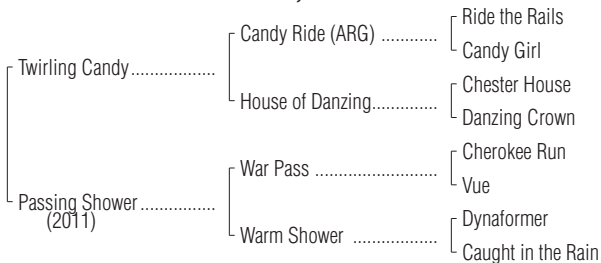 Ride the Rails
Candy Ride (ARG) ............
Candy Girl
Twirling Candy..................
Chester House
House of Danzing..............
Danzing Crown
Cherokee Run
War Pass ..........................
Vue
Passing Shower ................
(2011)
Dynaformer
Warm Shower ..................
Caught in the Rain